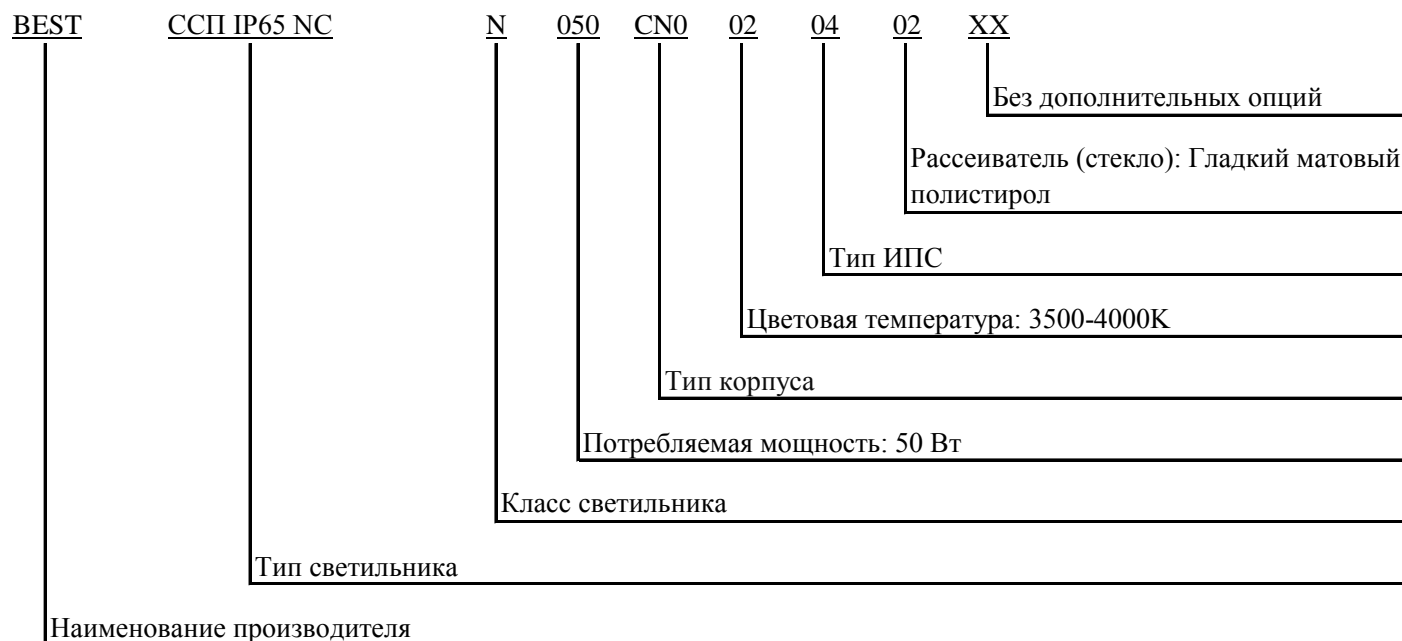 BEST ССП IP65 NC N 050 CN0 02 04 02 XX
Без дополнительных опций
Рассеиватель (стекло): Гладкий матовый
полистирол
Тип ИПС
Цветовая температура: 3500-4000К
Тип корпуса
Потребляемая мощность: 50 Вт
Класс светильника
Тип светильника
Наименование производителя